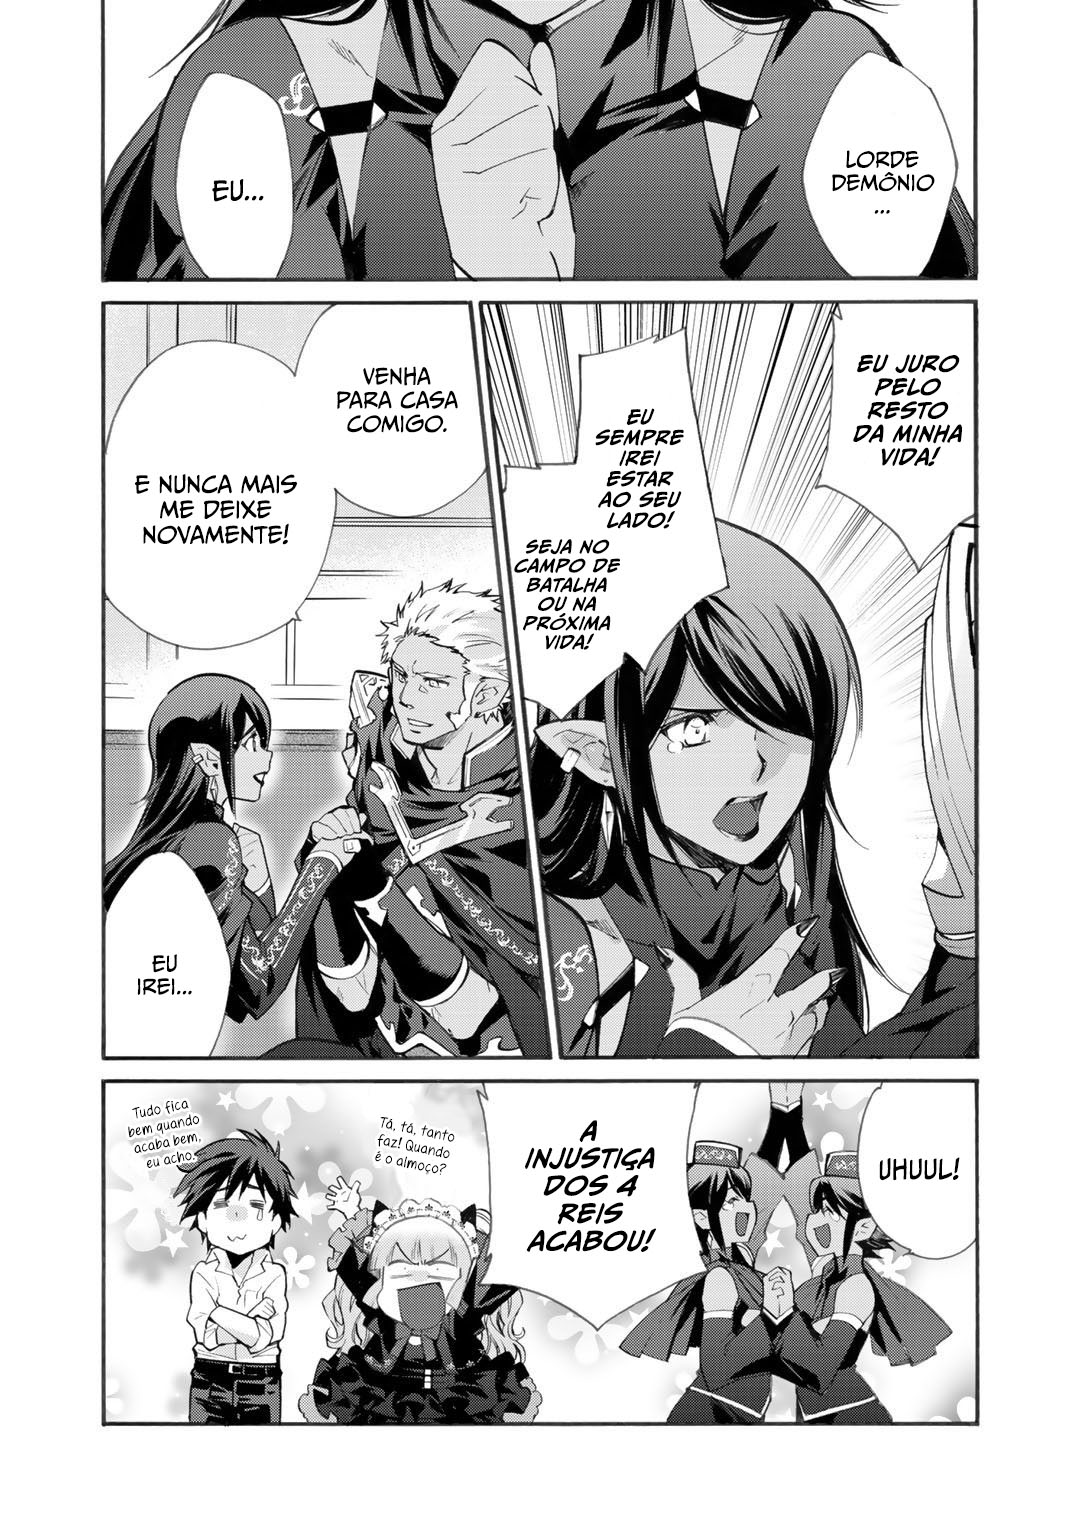 LORDE
DEMÔNIO
...
EU...
EU JURO
PELO
RESTO
DA MINHA
VIDA!
EU
SEMPRE
IREI
ESTAR
AO SEU
LADO!
SEJA NO
CAMPO DE
BATALHA
OU NA
PRÓXIMA
VIDA!
VENHA
PARA CASA
COMIGO.
E NUNCA MAIS
ME DEIXE
NOVAMENTE!
EU
IREI...
UHUUL!
A
INJUSTIÇA
DOS 4
REIS
ACABOU!
Tá, tá, tanto
faz! Quando
é o almoço?
Tudo fica
bem quando
acaba bem,
eu acho.